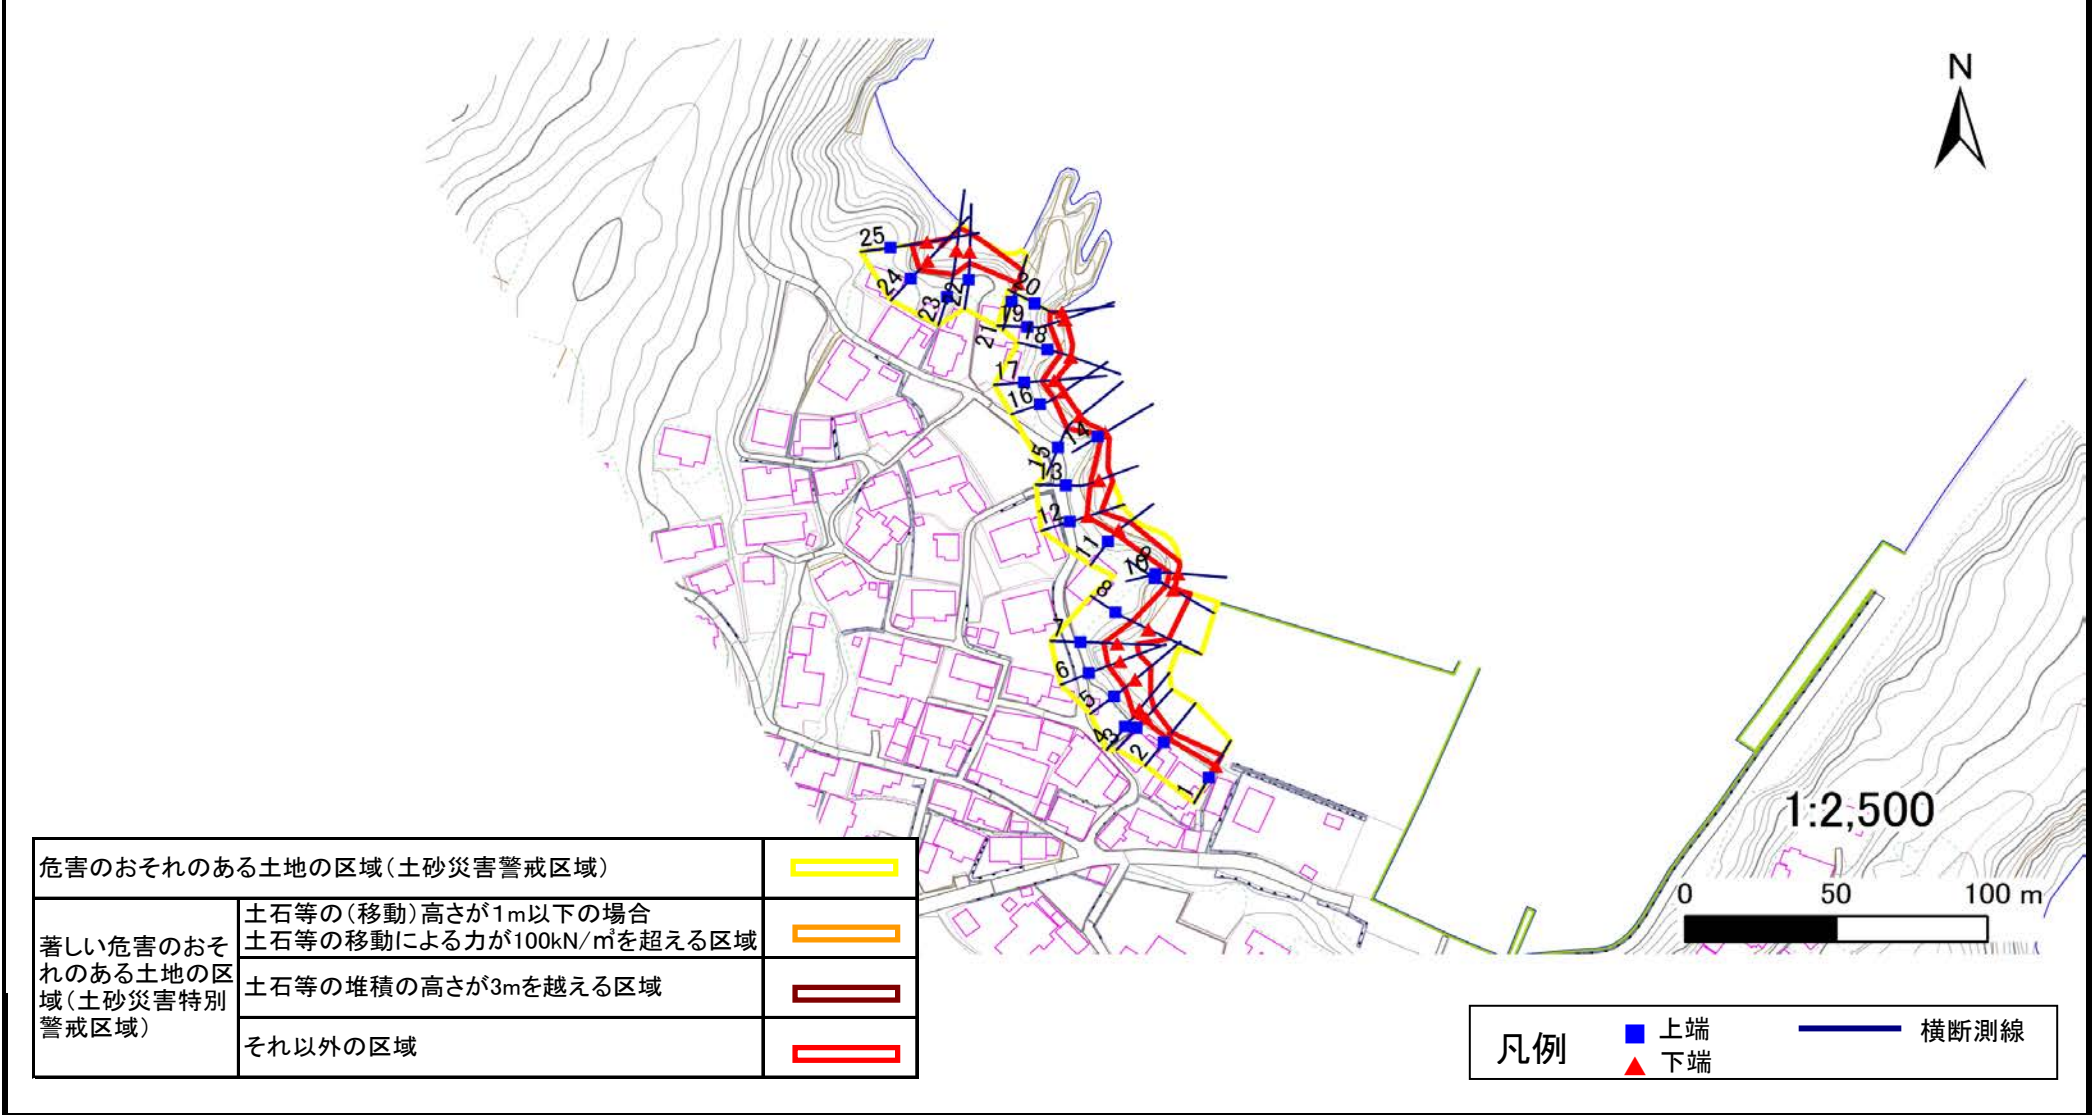 N
25
24
23
22
20
19
21
18
17
16
14
15
13
12
11
9
10
8
7
6
5
4
3
2
1
1:2,500
0 50 100 m
危害のおそれのある土地の区域(土砂災害警戒区域)
著しい危害のおそ
れのある土地の区
域(土砂災害特別
警戒区域)
土石等の(移動)高さが1m以下の場合
土石等の移動による力が100kN/㎡を超える区域
土石等の堆積の高さが3mを越える区域
それ以外の区域
凡例
上端
下端
横断測線